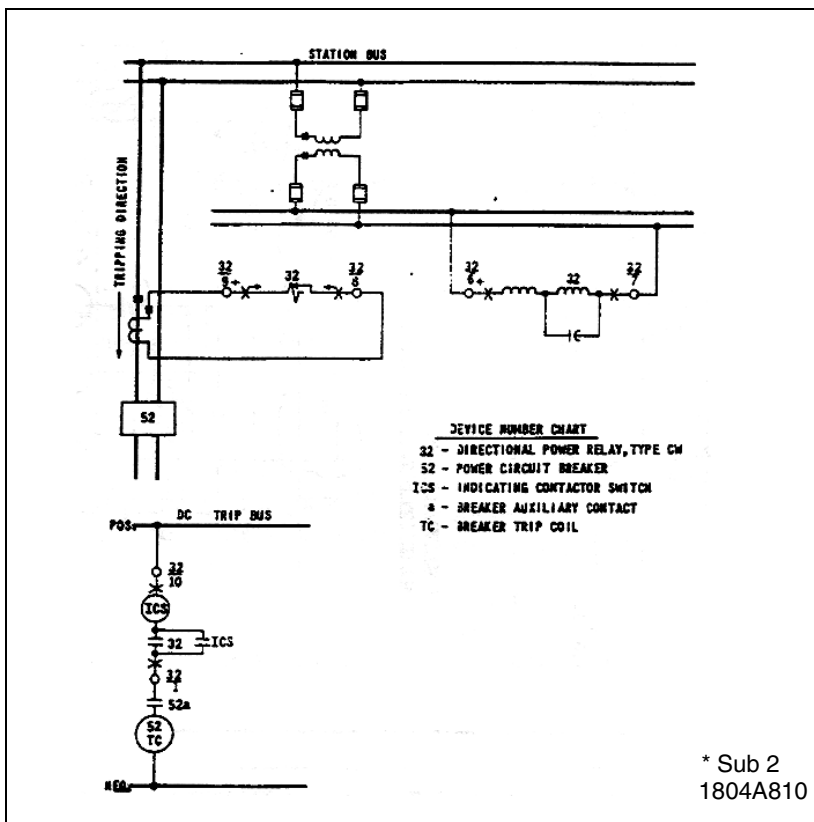 STATION BUS
TRIPPING DIRECTION
32
9
+
32
32
8
32
6
+
32
32
7
52
DEVICE NUMBER CHART
32 - DIRECTIONAL POWER RELAY, TYPE CW
52 - POWER CIRCUIT BREAKER
ICS - INDICATING CONTACTOR SWITCH
a - BREAKER AUXILIARY CONTACT
TC - BREAKER TRIP COIL
POS. DC TRIP BUS
32
10
ICS
32
ICS
32
1
52a
52
TC
NEG.
* Sub 2
1804A810